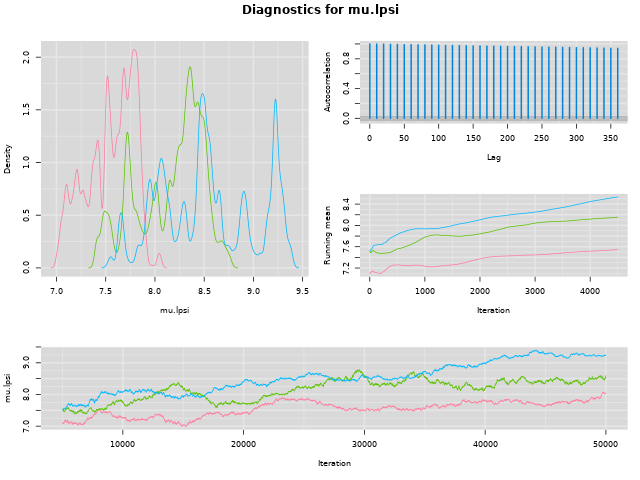 Diagnostics for mu.lpsi
Density
0.0 0.5 1.0 1.5 2.0
7.0 7.5 8.0 8.5 9.0 9.5
mu.lpsi
Autocorrelation
0.0 0.4 0.8
0 50 100 150 200 250 300 350
Lag
Running mean
7.2 7.6 8.0 8.4
0 1000 2000 3000 4000
Iteration
mu.lpsi
7.0 8.0 9.0
10000 20000 30000 40000 50000
Iteration